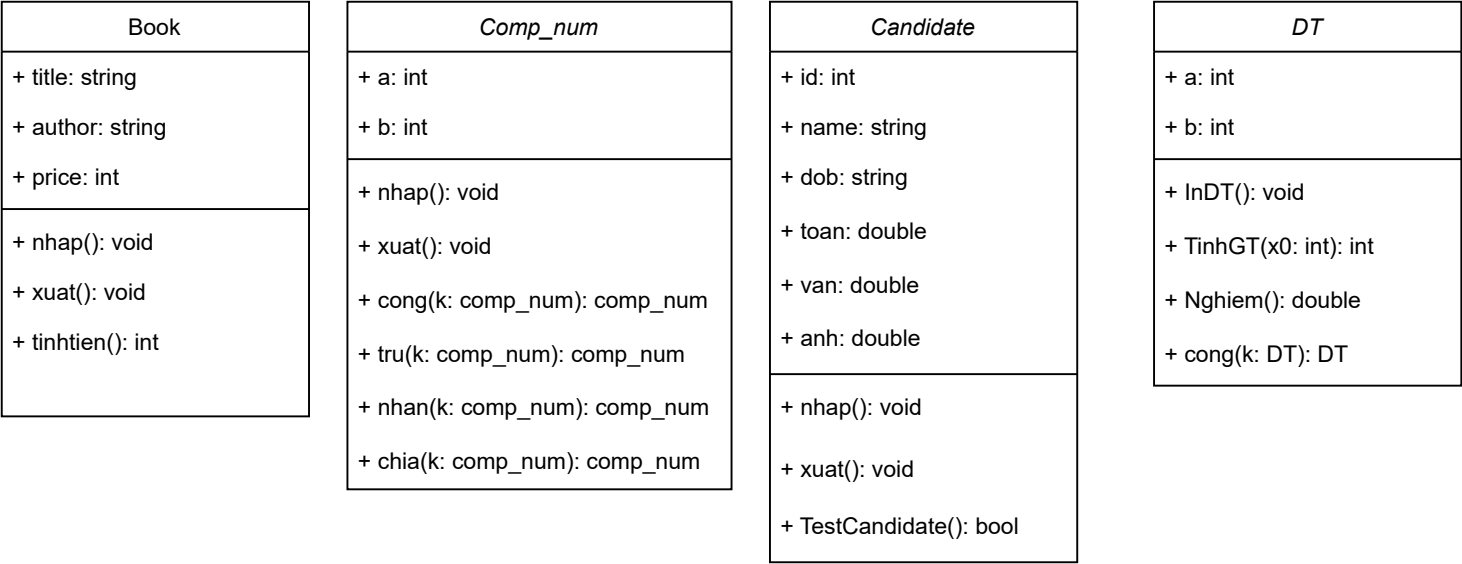 Book
+ title: string
+ author: string
+ price: int
+ nhap(): void
+ xuat(): void
+ tinhtien(): int
Comp_num
+ a: int
+ b: int
+ nhap(): void
+ xuat(): void
+ cong(k: comp_num): comp_num
+ tru(k: comp_num): comp_num
+ nhan(k: comp_num): comp_num
+ chia(k: comp_num): comp_num
Candidate
+ id: int
+ name: string
+ dob: string
+ toan: double
+ van: double
+ anh: double
+ nhap(): void
+ xuat(): void
+ TestCandidate(): bool
DT
+ a: int
+ b: int
+ InDT(): void
+ TinhGT(x0: int): int
+ Nghiem(): double
+ cong(k: DT): DT